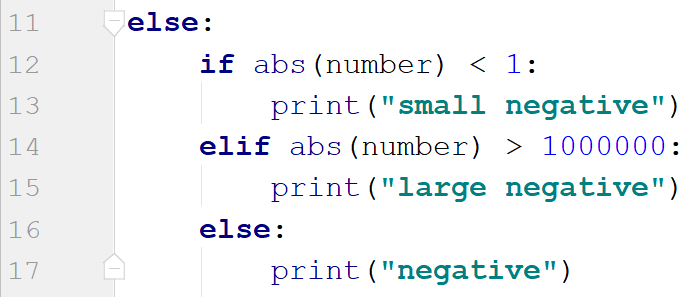 11 else:
12     if abs(number) < 1:
13         print("small negative")
14     elif abs(number) > 1000000:
15         print("large negative")
16     else:
17         print("negative")